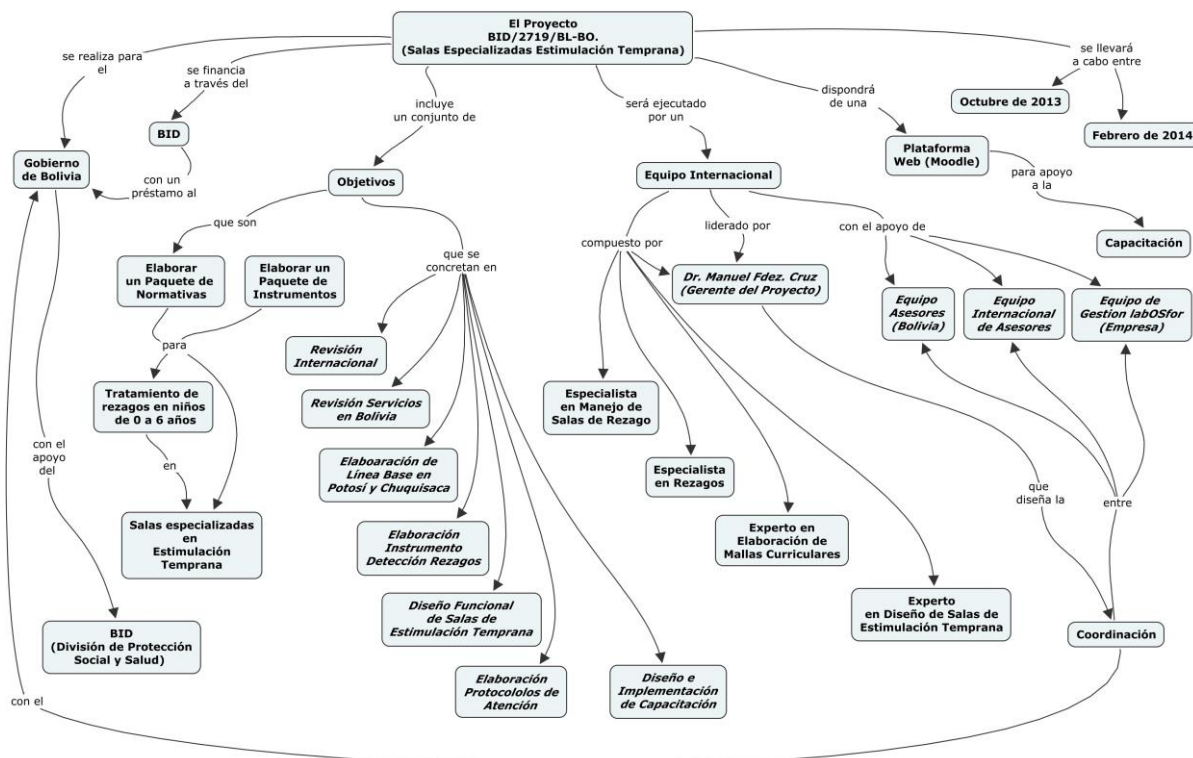 El Proyecto
BID/2719/BL-BO.
(Salas Especializadas Estimulación Temprana)
se realiza para
el
se financia
a través del
incluye
un conjunto de
será ejecutado
por un
dispondrá
de una
se llevará
a cabo entre
Octubre de 2013
Febrero de 2014
BID
Gobierno
de Bolivia
con un
préstamo al
Objetivos
Equipo Internacional
Plataforma
Web (Moodle)
para apoyo
a la
Capacitación
que son
que se
concretan en
compuesto por
liderado por
con el apoyo de
Elaborar
un Paquete de
Normativas
Elaborar un
Paquete de
Instrumentos
Dr. Manuel Fdez. Cruz
(Gerente del Proyecto)
Equipo
Asesores
(Bolivia)
Equipo
Internacional
de Asesores
Equipo de
Gestion labOSfor
(Empresa)
para
Revisión
Internacional
Tratamiento de
rezagos en niños
de 0 a 6 años
Revisión Servicios
en Bolivia
Especialista
en Manejo de
Salas de Rezago
con el
apoyo
del
en
Elaboaración de
Línea Base en
Potosí y Chuquisaca
Especialista
en Rezagos
que
diseña la
entre
Salas especializadas
en
Estimulación
Temprana
Elaboración
Instrumento
Detección Rezagos
Experto en
Elaboración de
Mallas Curriculares
Diseño Funcional
de Salas de
Estimulación Temprana
Experto
en Diseño de Salas de
Estimulación Temprana
Coordinación
BID
(División de Protección
Social y Salud)
Elaboración
Protocololos de
Atención
Diseño e
Implementación
de Capacitación
con el